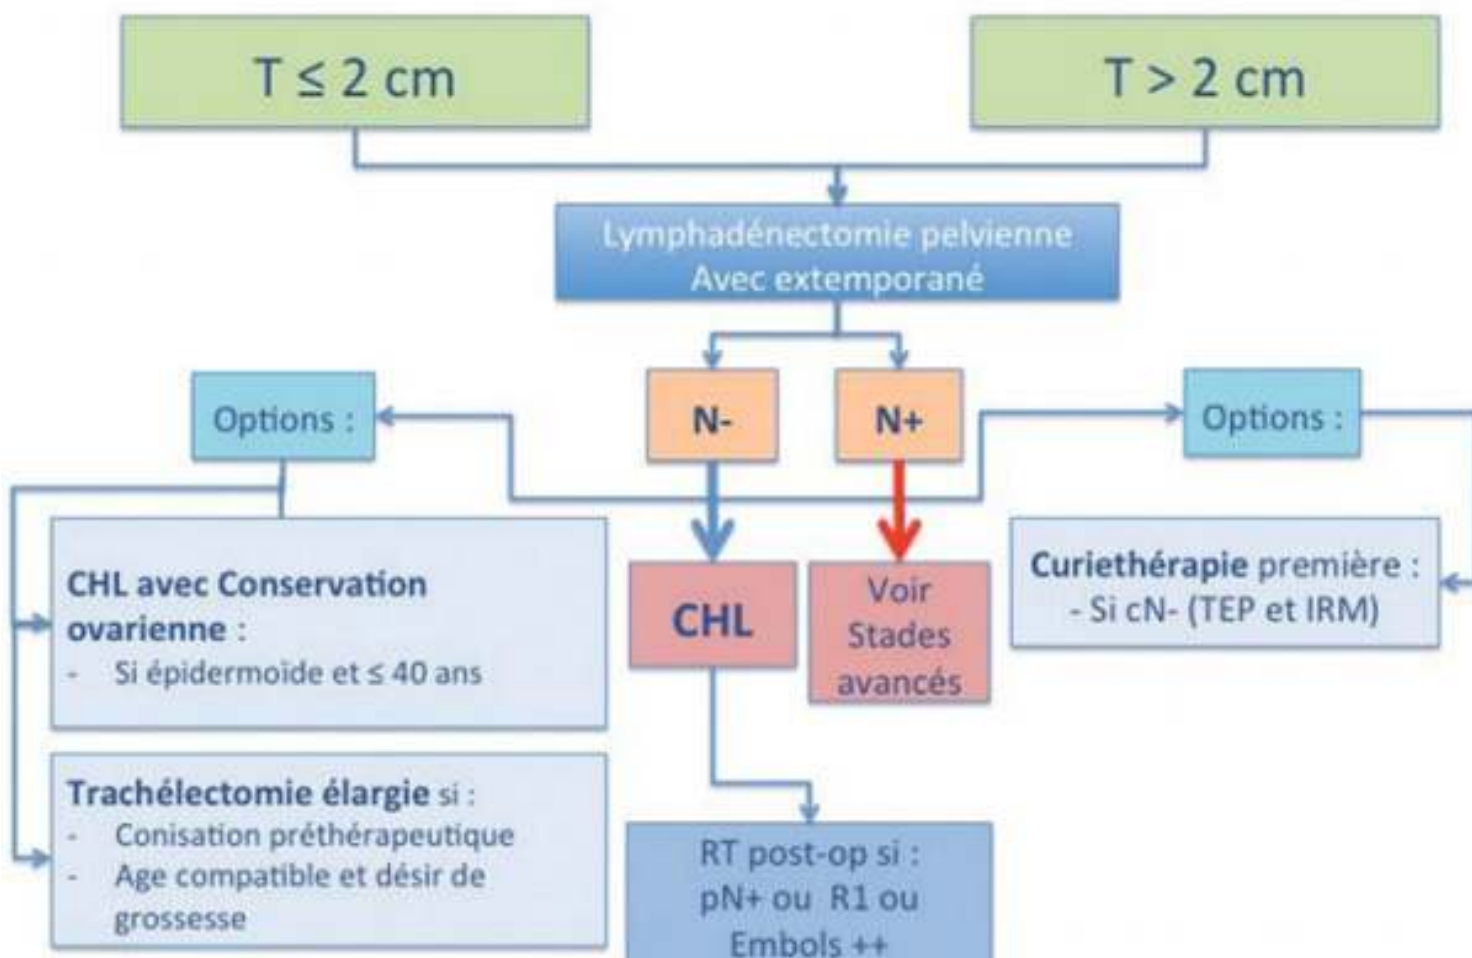 T ≤ 2 cm
T > 2 cm
Lymphadénectomie pelvienne
Avec extemporané
Options :
N-
N+
Options :
CHL avec Conservation
ovarienne :
- Si épidermoïde et ≤ 40 ans
CHL
Voir
Stades
avancés
Curiethérapie première :
- Si cN- (TEP et IRM)
Trachélectomie élargie si :
- Conisation préthérapeutique
- Age compatible et désir de
grossesse
RT post-op si :
pN+ ou R1 ou
Embols ++